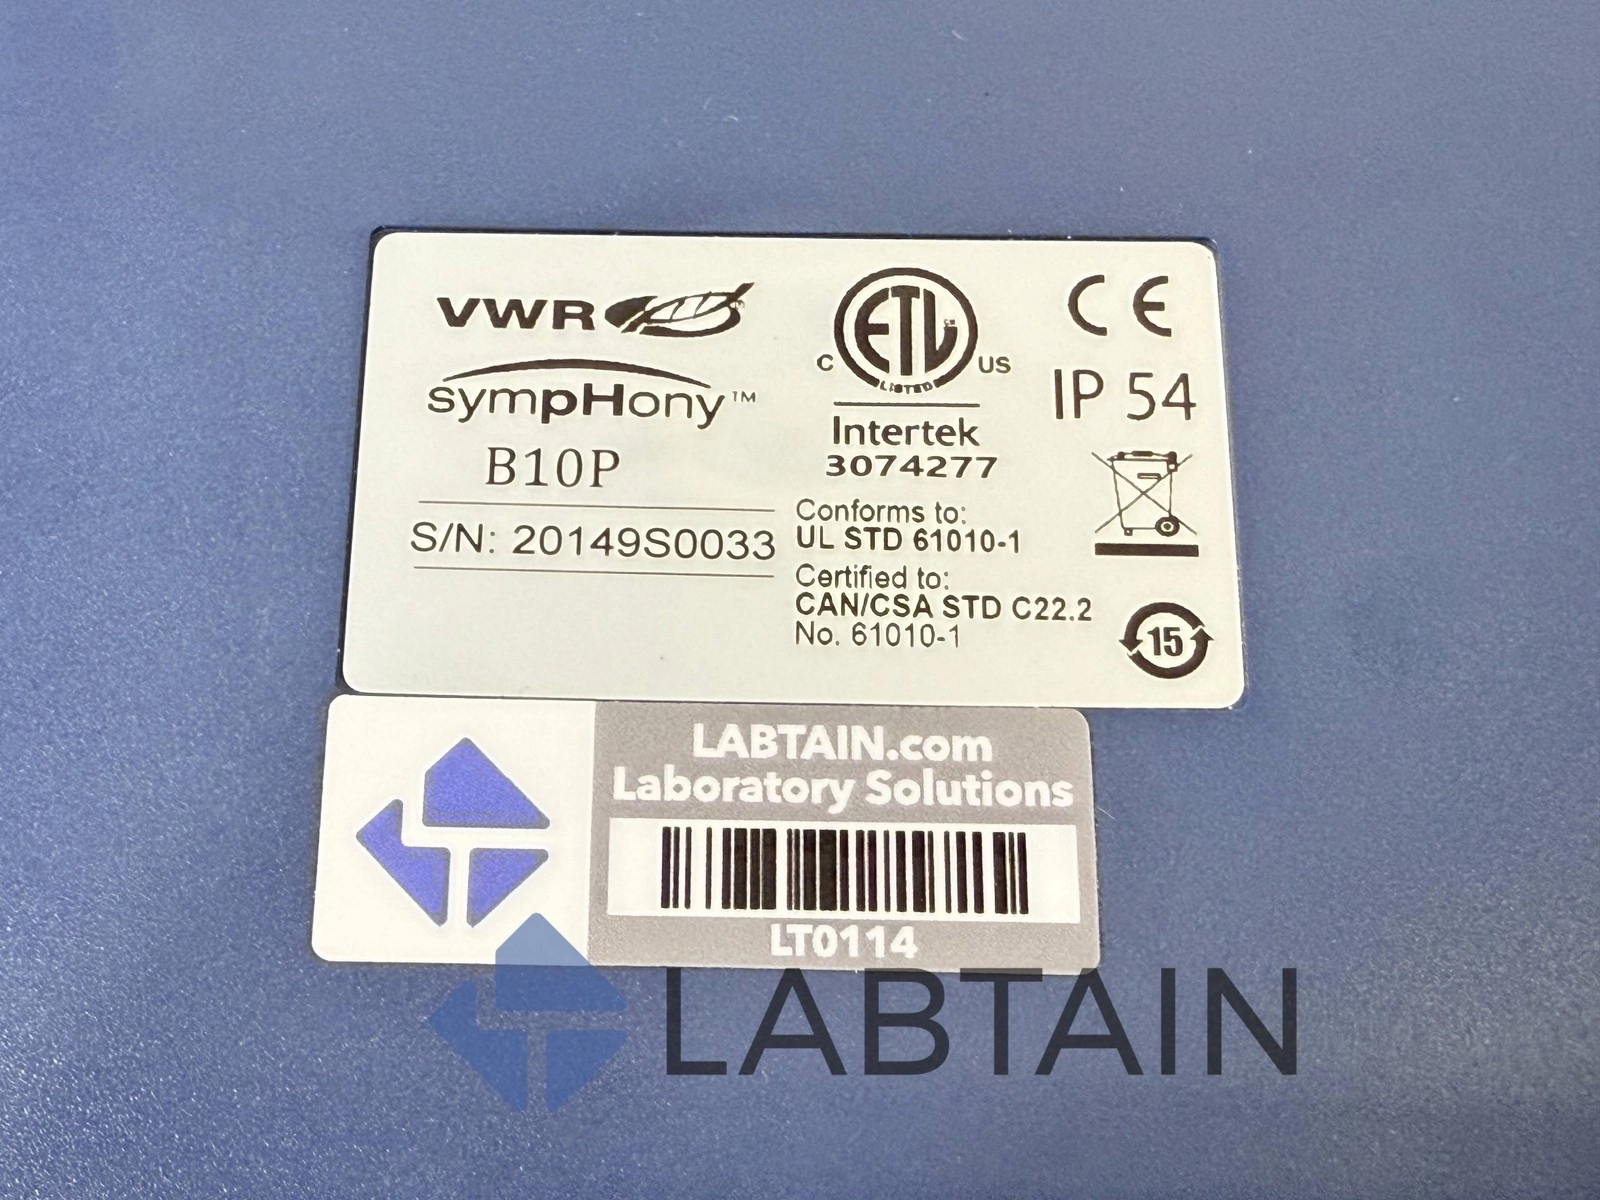 VWR
sympHony™
B10P
S/N: 20149S0033
ETL
CM
LISTED
C US
Intertek
3074277
Conforms to:
UL STD 61010-1
Certified to:
CAN/CSA STD C22.2
No. 61010-1
CE
IP 54
15
LABTAIN.com
Laboratory Solutions
LT0114
LABTAIN